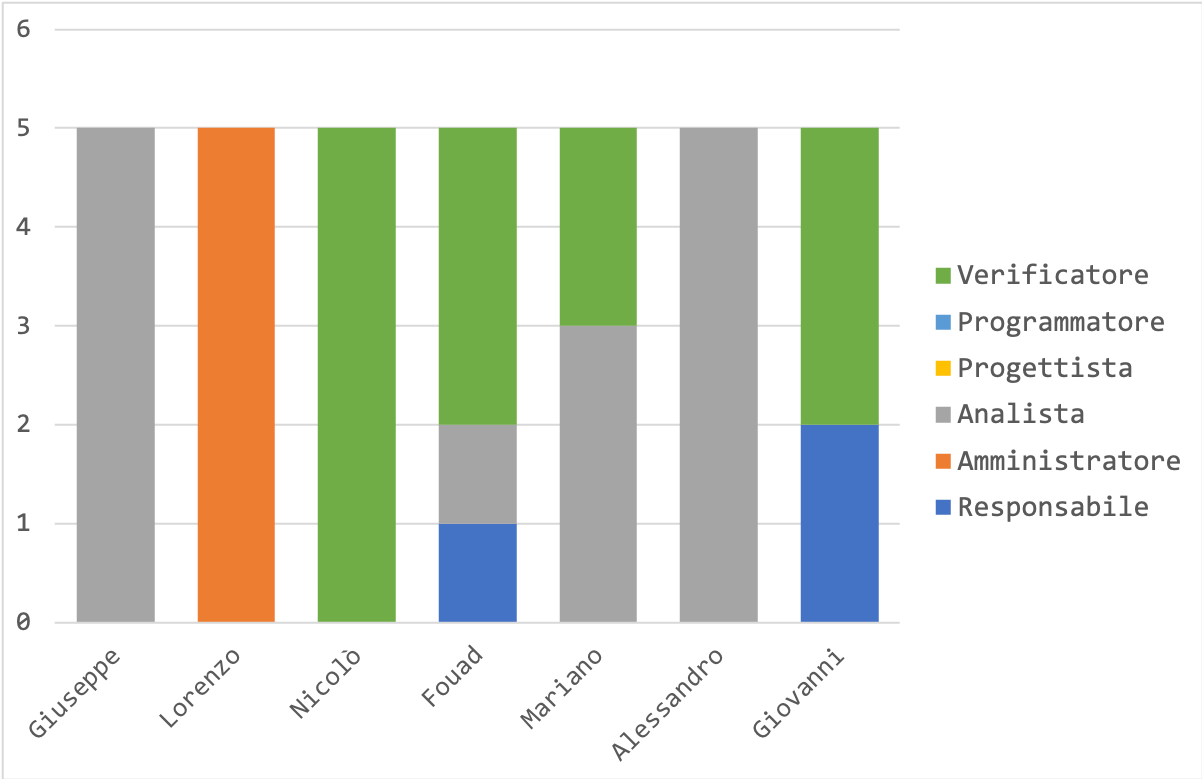 6
5
4
3
2
1
0
Giuseppe
Lorenzo
Nicolò
Fouad
Mariano
Alessandro
Giovanni
Verificatore
Programmatore
Progettista
Analista
Amministratore
Responsabile